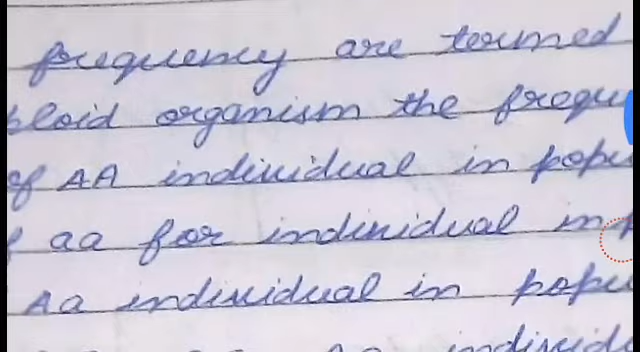 frequency are termed
ploid organism the frequ
of AA individual in popu
aa for individual in p
Aa individual in popu
individ